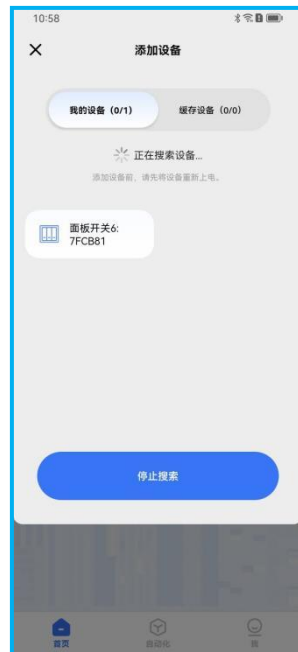 10:58
添加设备
我的设备（0/1）
缓存设备（0/0）
正在搜索设备...
添加设备前，请先将设备重新上电。
面板开关6:
7FCB81
停止搜索
首页
自动化
我